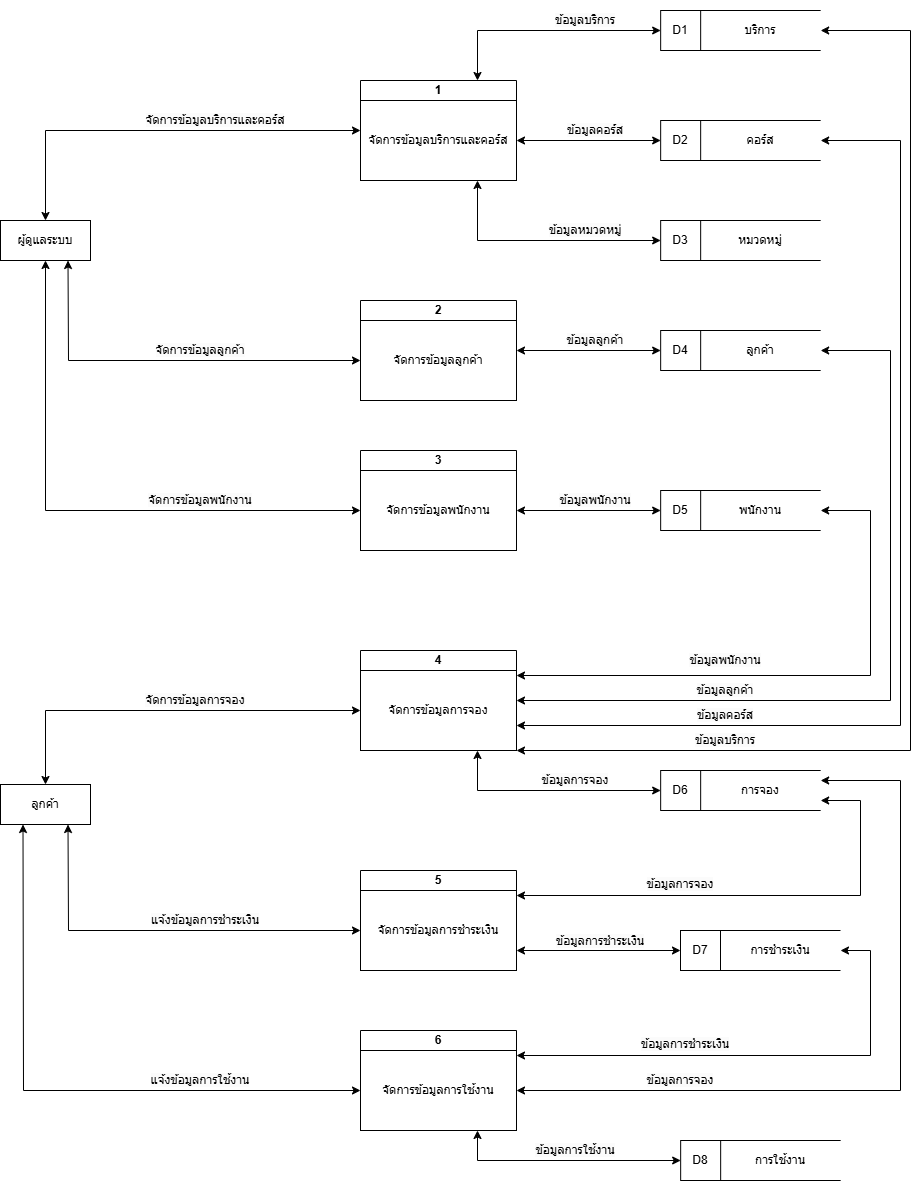 ข้อมูลบริการ
D1 บริการ
1
จัดการข้อมูลบริการและคอร์ส
จัดการข้อมูลบริการและคอร์ส
ข้อมูลคอร์ส
D2 คอร์ส
ผู้ดูแลระบบ
ข้อมูลหมวดหมู่
D3 หมวดหมู่
2
จัดการข้อมูลลูกค้า
จัดการข้อมูลลูกค้า
ข้อมูลลูกค้า
D4 ลูกค้า
3
จัดการข้อมูลพนักงาน
จัดการข้อมูลพนักงาน
ข้อมูลพนักงาน
D5 พนักงาน
4
ข้อมูลพนักงาน
จัดการข้อมูลการจอง
จัดการข้อมูลการจอง
ข้อมูลลูกค้า
ข้อมูลคอร์ส
ข้อมูลบริการ
ข้อมูลการจอง
D6 การจอง
ลูกค้า
5
ข้อมูลการจอง
แจ้งข้อมูลการชำระเงิน
จัดการข้อมูลการชำระเงิน
ข้อมูลการชำระเงิน
D7 การชำระเงิน
6
ข้อมูลการชำระเงิน
แจ้งข้อมูลการใช้งาน
จัดการข้อมูลการใช้งาน
ข้อมูลการจอง
ข้อมูลการใช้งาน
D8 การใช้งาน